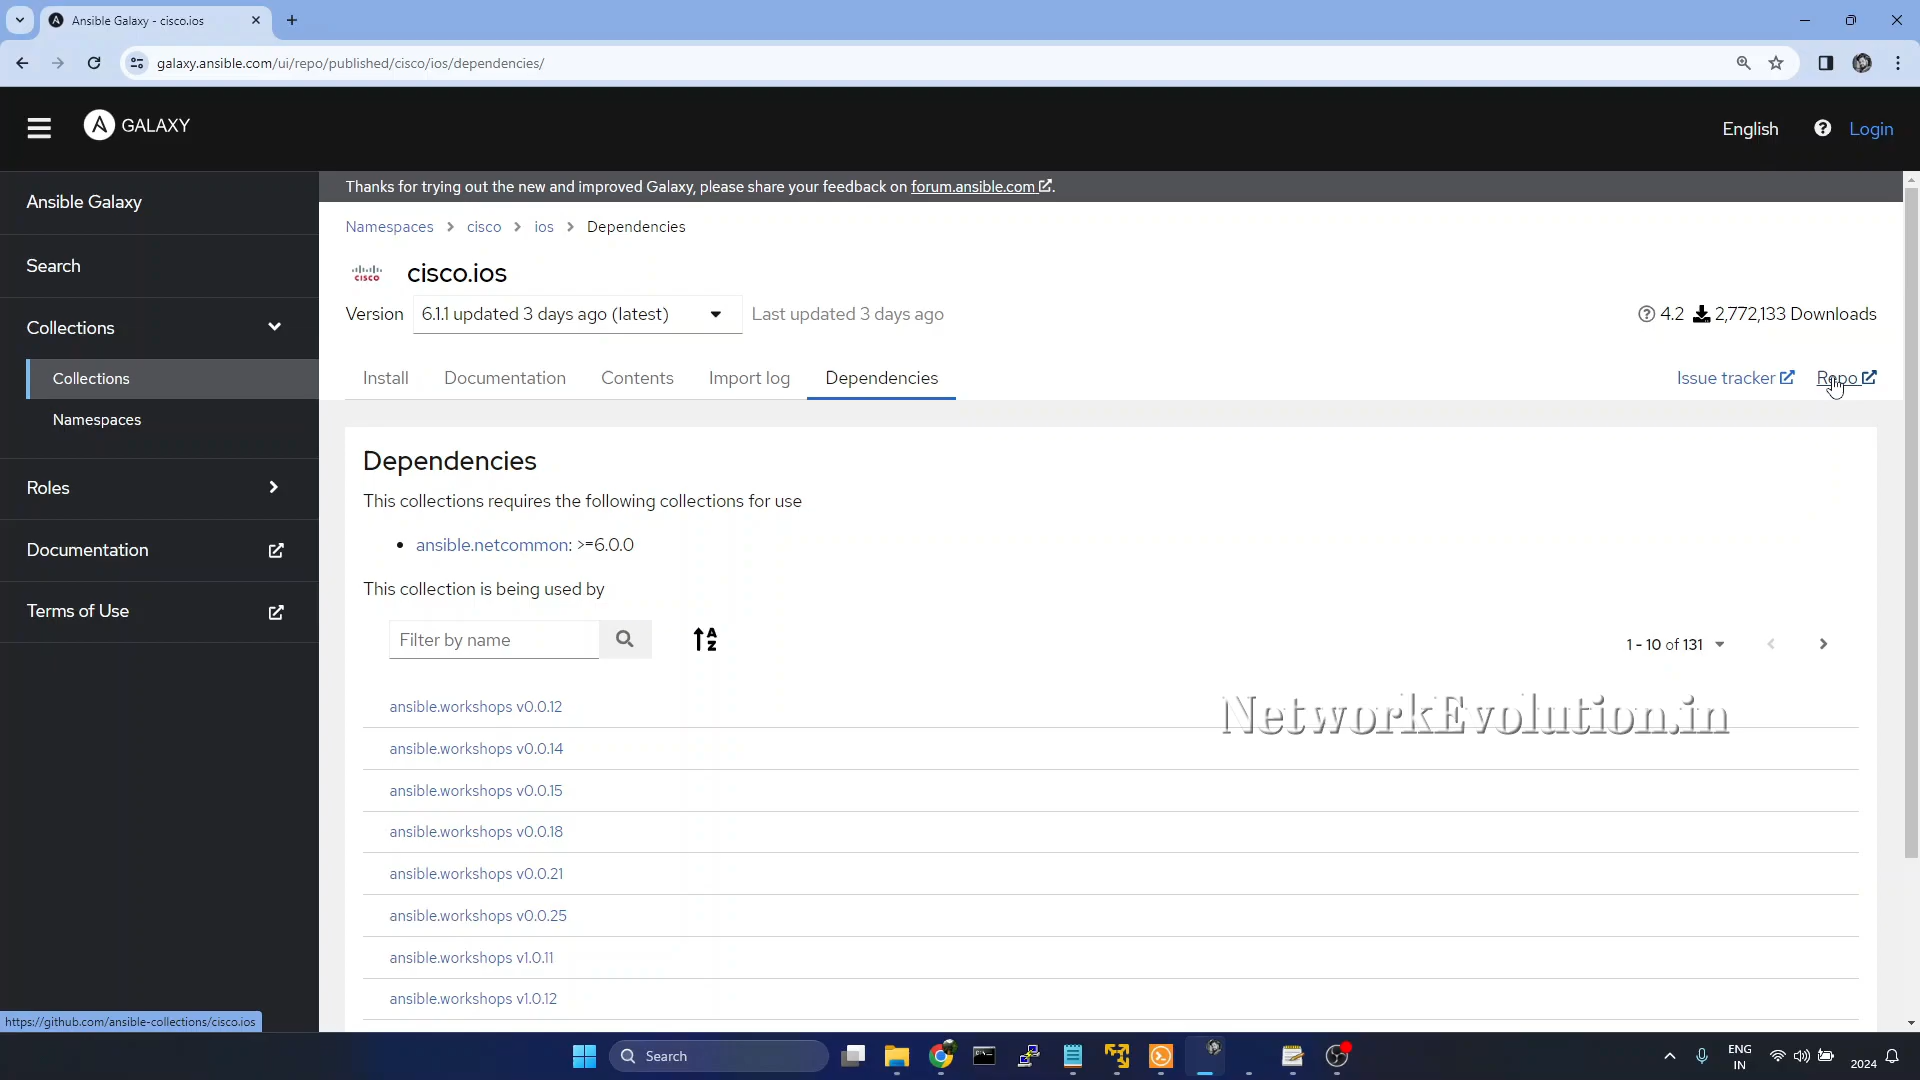 Ansible Galaxy - cisco.ios
galaxy.ansible.com/ui/repo/published/cisco/ios/dependencies/
GALAXY
English
Login
Ansible Galaxy
Search
Collections
Collections
Namespaces
Roles
Documentation
Terms of Use
Thanks for trying out the new and improved Galaxy, please share your feedback on forum.ansible.com.
Namespaces > cisco > ios > Dependencies
CISCO
cisco.ios
Version 6.1.1 updated 3 days ago (latest) Last updated 3 days ago
4.2 2,772,133 Downloads
Install Documentation Contents Import log Dependencies
Issue tracker Repo
Dependencies
This collections requires the following collections for use
• ansible.netcommon: >=6.0.0
This collection is being used by
Filter by name
1 - 10 of 131
ansible.workshops v0.0.12
NetworkEvolution.in
ansible.workshops v0.0.14
ansible.workshops v0.0.15
ansible.workshops v0.0.18
ansible.workshops v0.0.21
ansible.workshops v0.0.25
ansible.workshops v1.0.11
ansible.workshops v1.0.12
https://github.com/ansible-collections/cisco.ios
Search
ENG
IN
2024